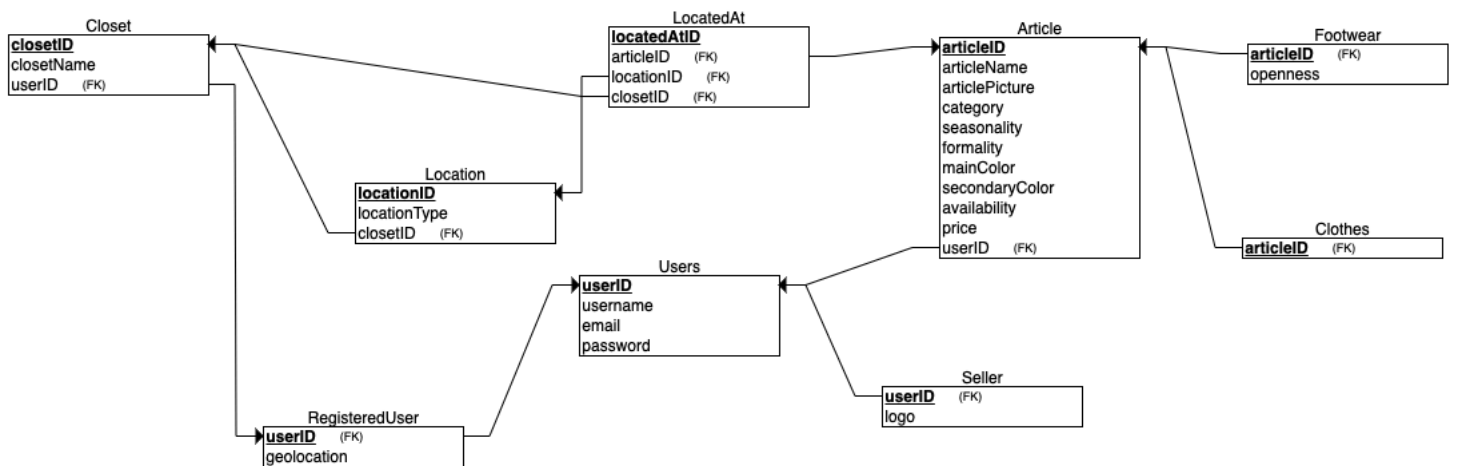 Closet
closetID
closetName
userID (FK)
LocatedAt
locatedAtID
articleID (FK)
locationID (FK)
closetID (FK)
Article
articleID
articleName
articlePicture
category
seasonality
formality
mainColor
secondaryColor
availability
price
userID (FK)
Footwear
articleID (FK)
openness
Location
locationID
locationType
closetID (FK)
Clothes
articleID (FK)
Users
userID
username
email
password
Seller
userID (FK)
logo
RegisteredUser
userID (FK)
geolocation